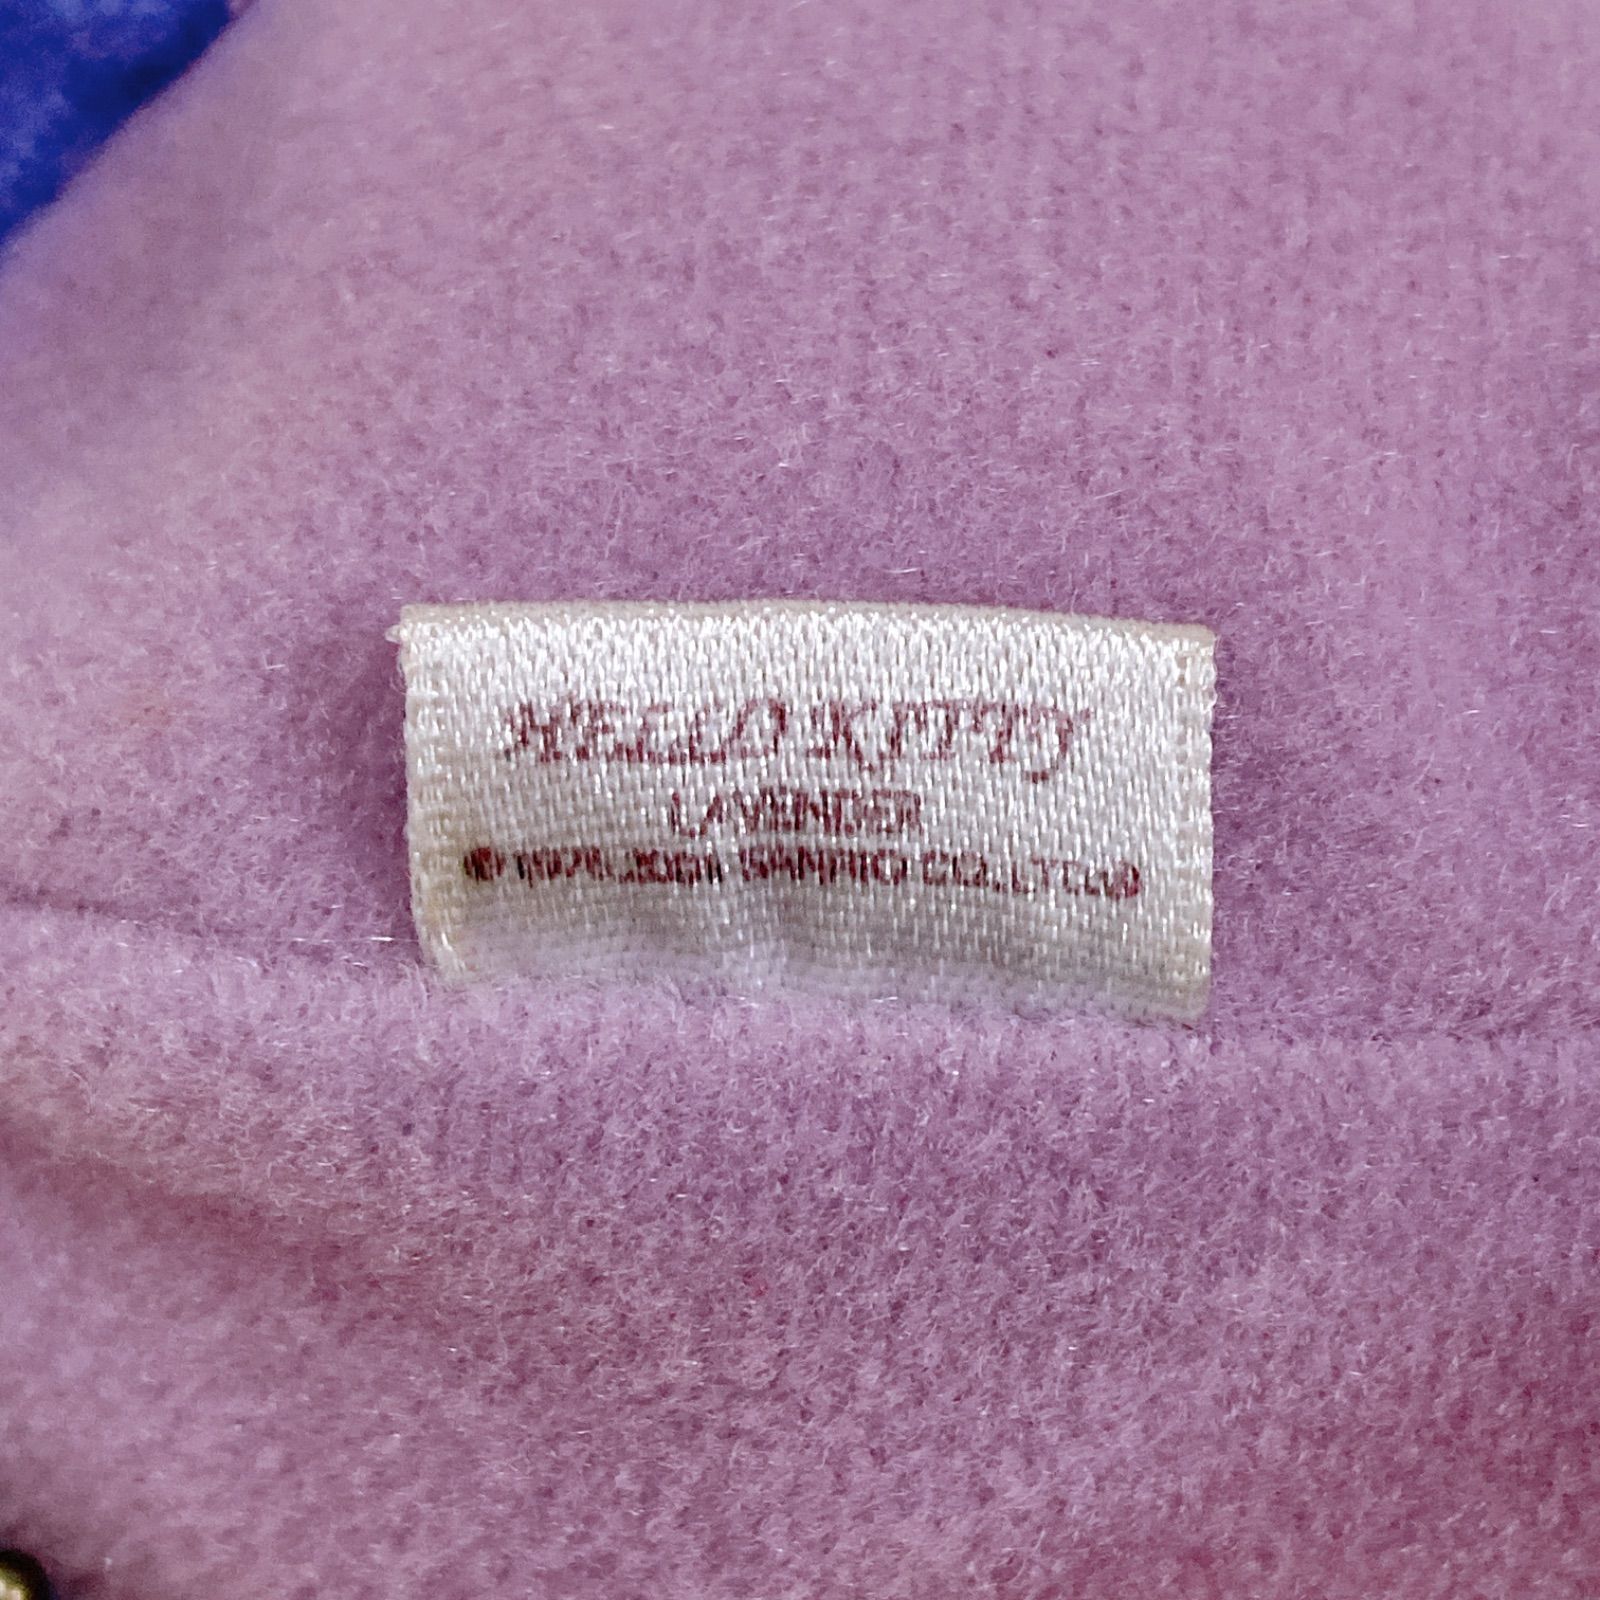 HELLO KITTY
LAVENDER
© 1976, 2001 SANRIO CO., LTD. ®